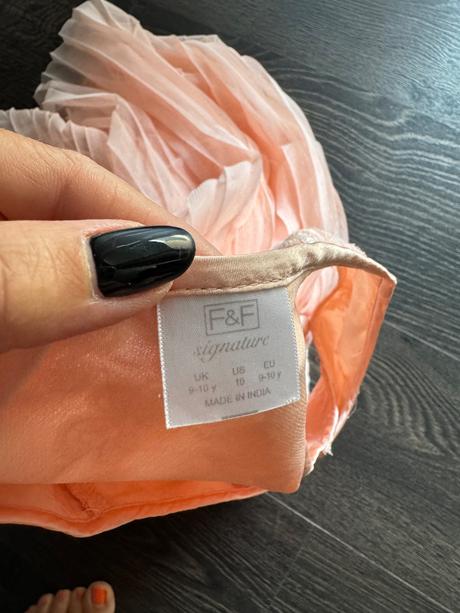 F&F
signature
UK US EU
9-10 y 10 9-10 y
MADE IN INDIA